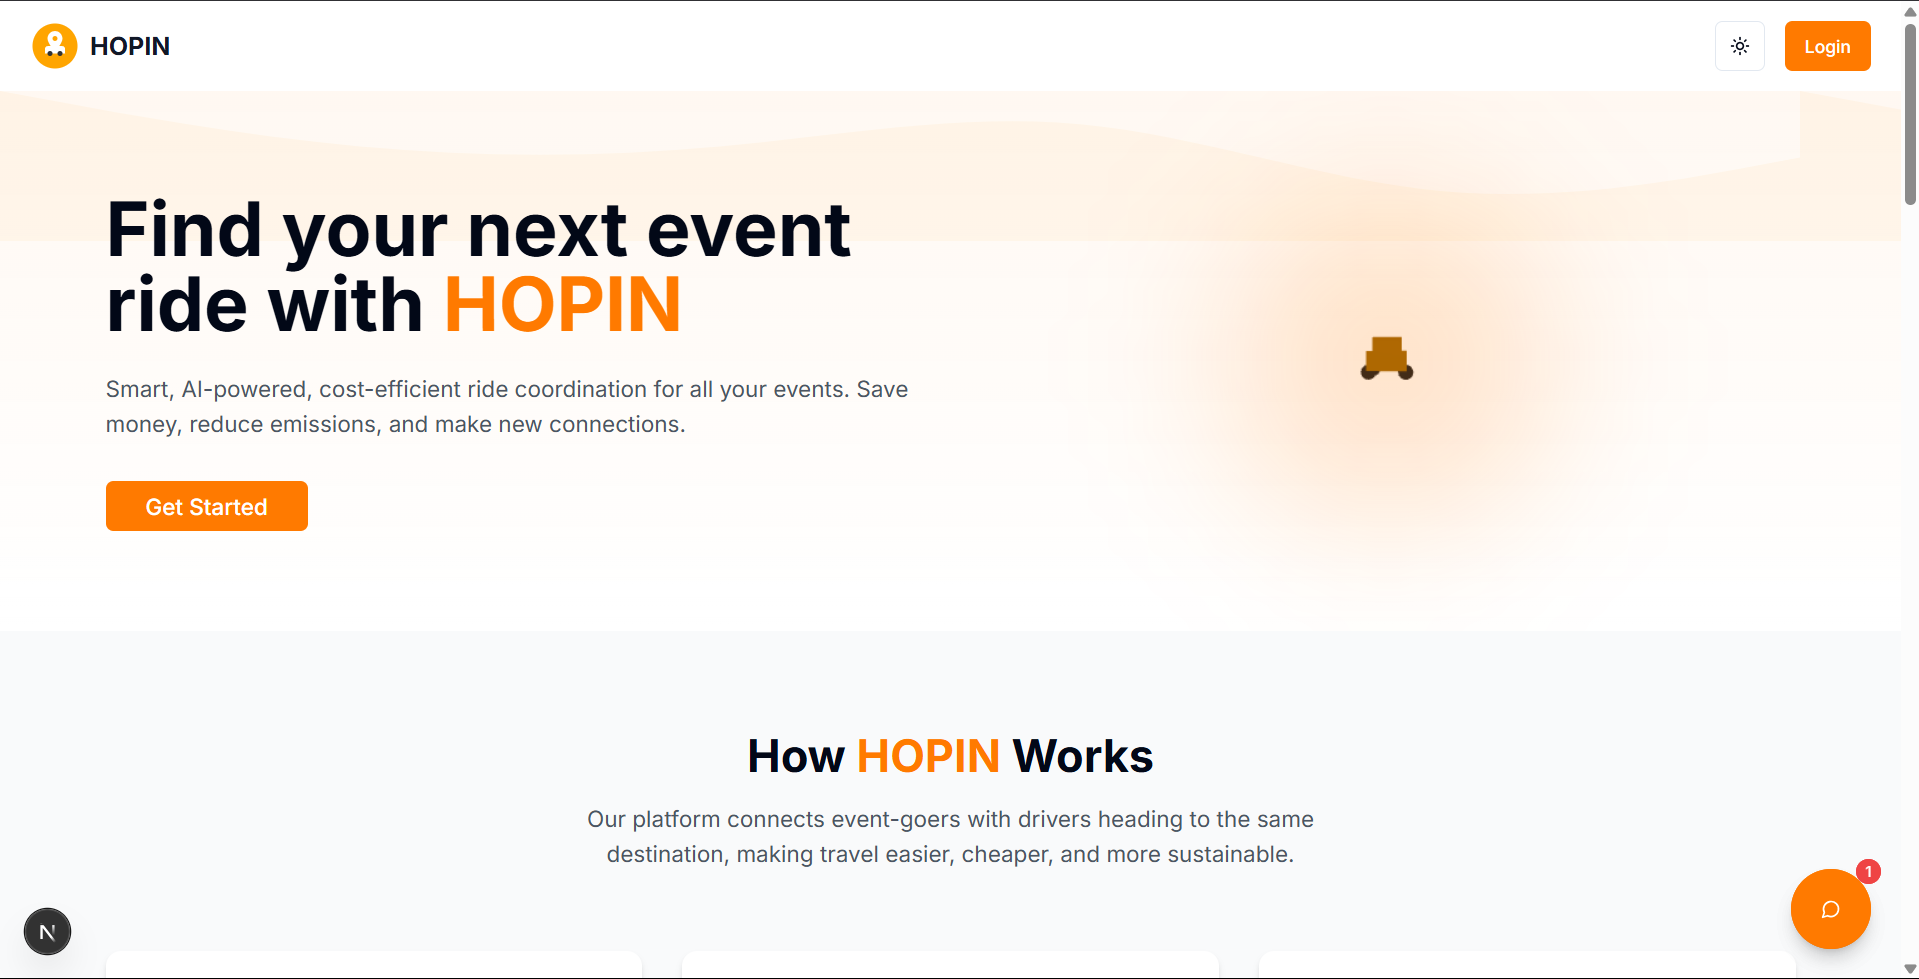 HOPIN
Login
Find your next event
ride with HOPIN
Smart, AI-powered, cost-efficient ride coordination for all your events. Save
money, reduce emissions, and make new connections.
Get Started
How HOPIN Works
Our platform connects event-goers with drivers heading to the same
destination, making travel easier, cheaper, and more sustainable.
1
N